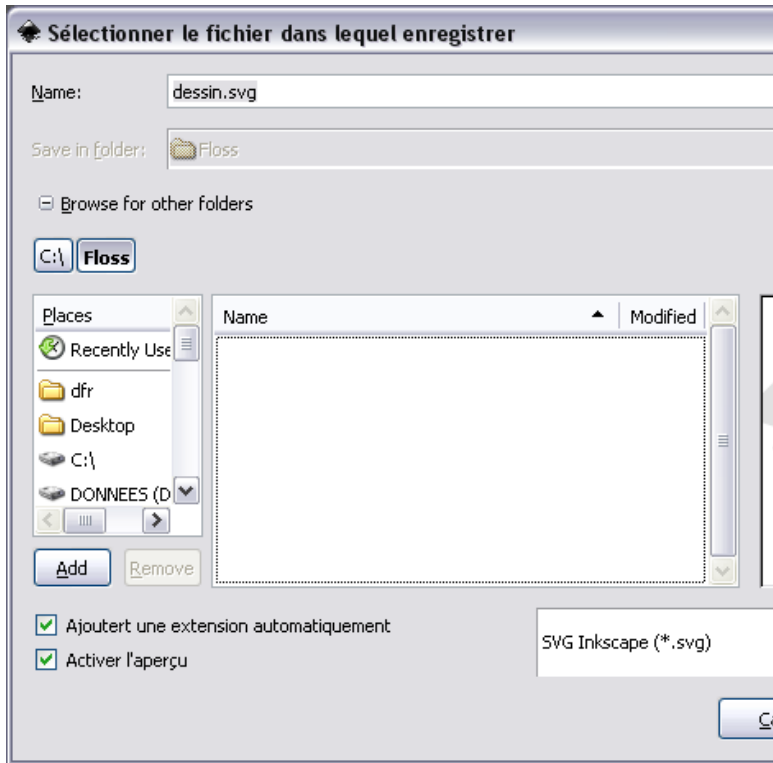 Sélectionner le fichier dans lequel enregistrer
Name: dessin.svg
Save in folder: Floss
Browse for other folders
C:\ Floss
Places
Name Modified
Recently Use
dfr
Desktop
C:\
DONNEES (D
Add Remove
Ajoutert une extension automatiquement
Activer l'aperçu
SVG Inkscape (*.svg)